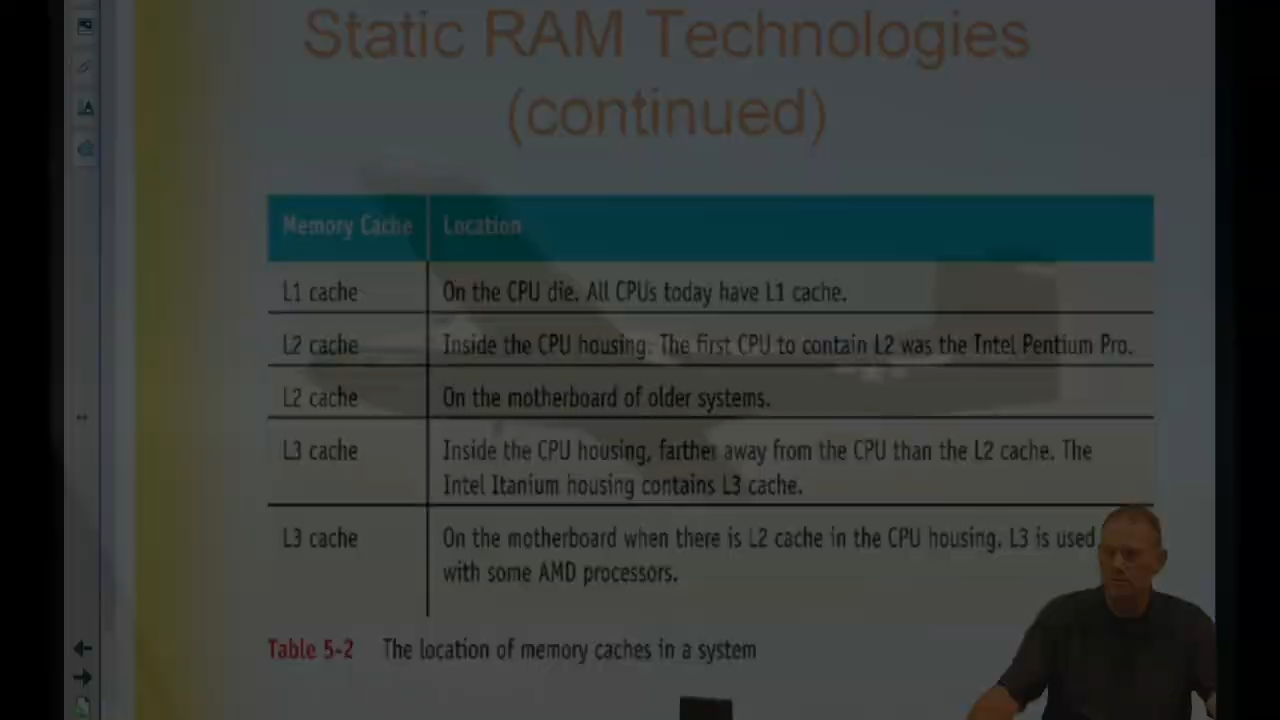 Static RAM Technologies
(continued)
Memory Cache Location
L1 cache On the CPU die. All CPUs today have L1 cache.
L2 cache Inside the CPU housing. The first CPU to contain L2 was the Intel Pentium Pro.
L2 cache On the motherboard of older systems.
L3 cache Inside the CPU housing, farther away from the CPU than the L2 cache. The
Intel Itanium housing contains L3 cache.
L3 cache On the motherboard when there is L2 cache in the CPU housing. L3 is used
with some AMD processors.
Table 5-2 The location of memory caches in a system